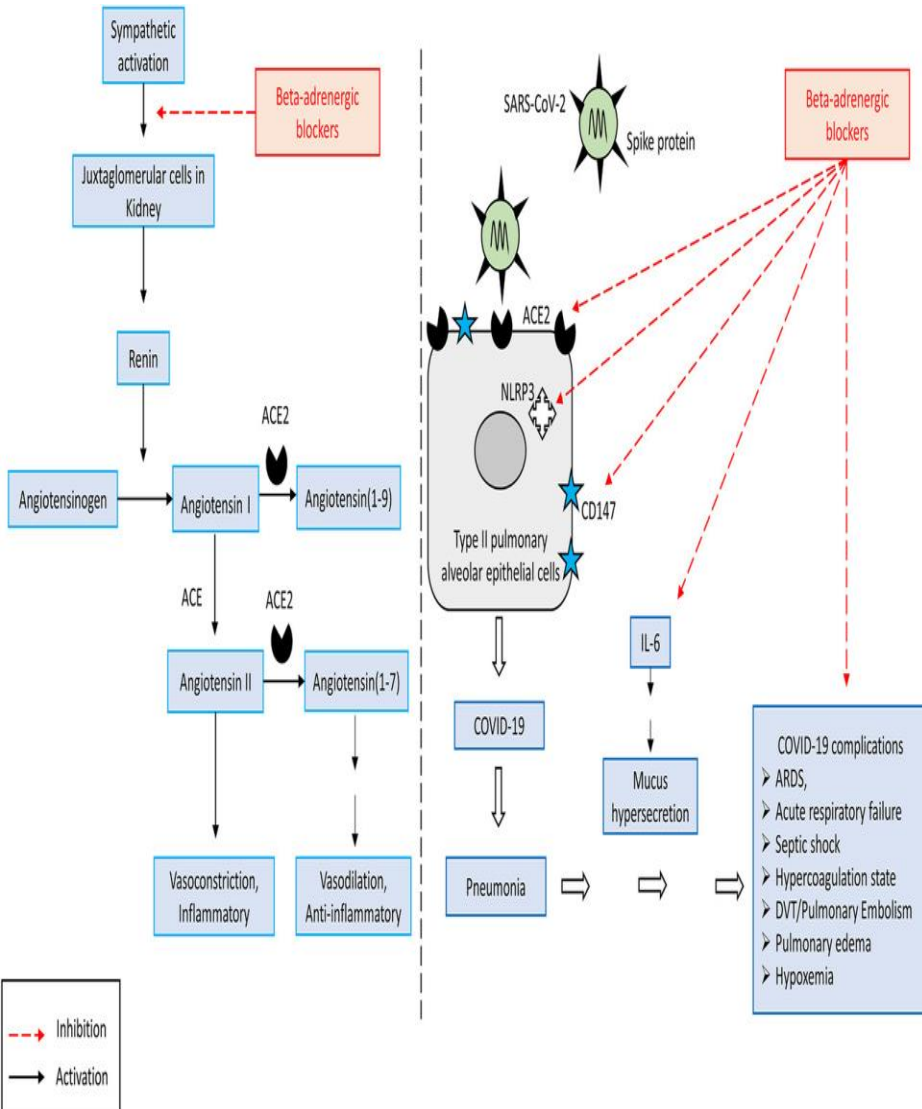 Sympathetic
activation
Beta-adrenergic
blockers
Juxtaglomerular cells in
Kidney
Renin
ACE2
Angiotensinogen
Angiotensin I
Angiotensin(1-9)
ACE
ACE2
Angiotensin II
Angiotensin(1-7)
Vasoconstriction,
Inflammatory
Vasodilation,
Anti-inflammatory
Inhibition
Activation
SARS-CoV-2
Spike protein
Beta-adrenergic
blockers
ACE2
NLRP3
CD147
Type II pulmonary
alveolar epithelial cells
COVID-19
Pneumonia
IL-6
Mucus
hypersecretion
COVID-19 complications
➤ ARDS,
➤ Acute respiratory failure
➤ Septic shock
➤ Hypercoagulation state
➤ DVT/Pulmonary Embolism
➤ Pulmonary edema
➤ Hypoxemia